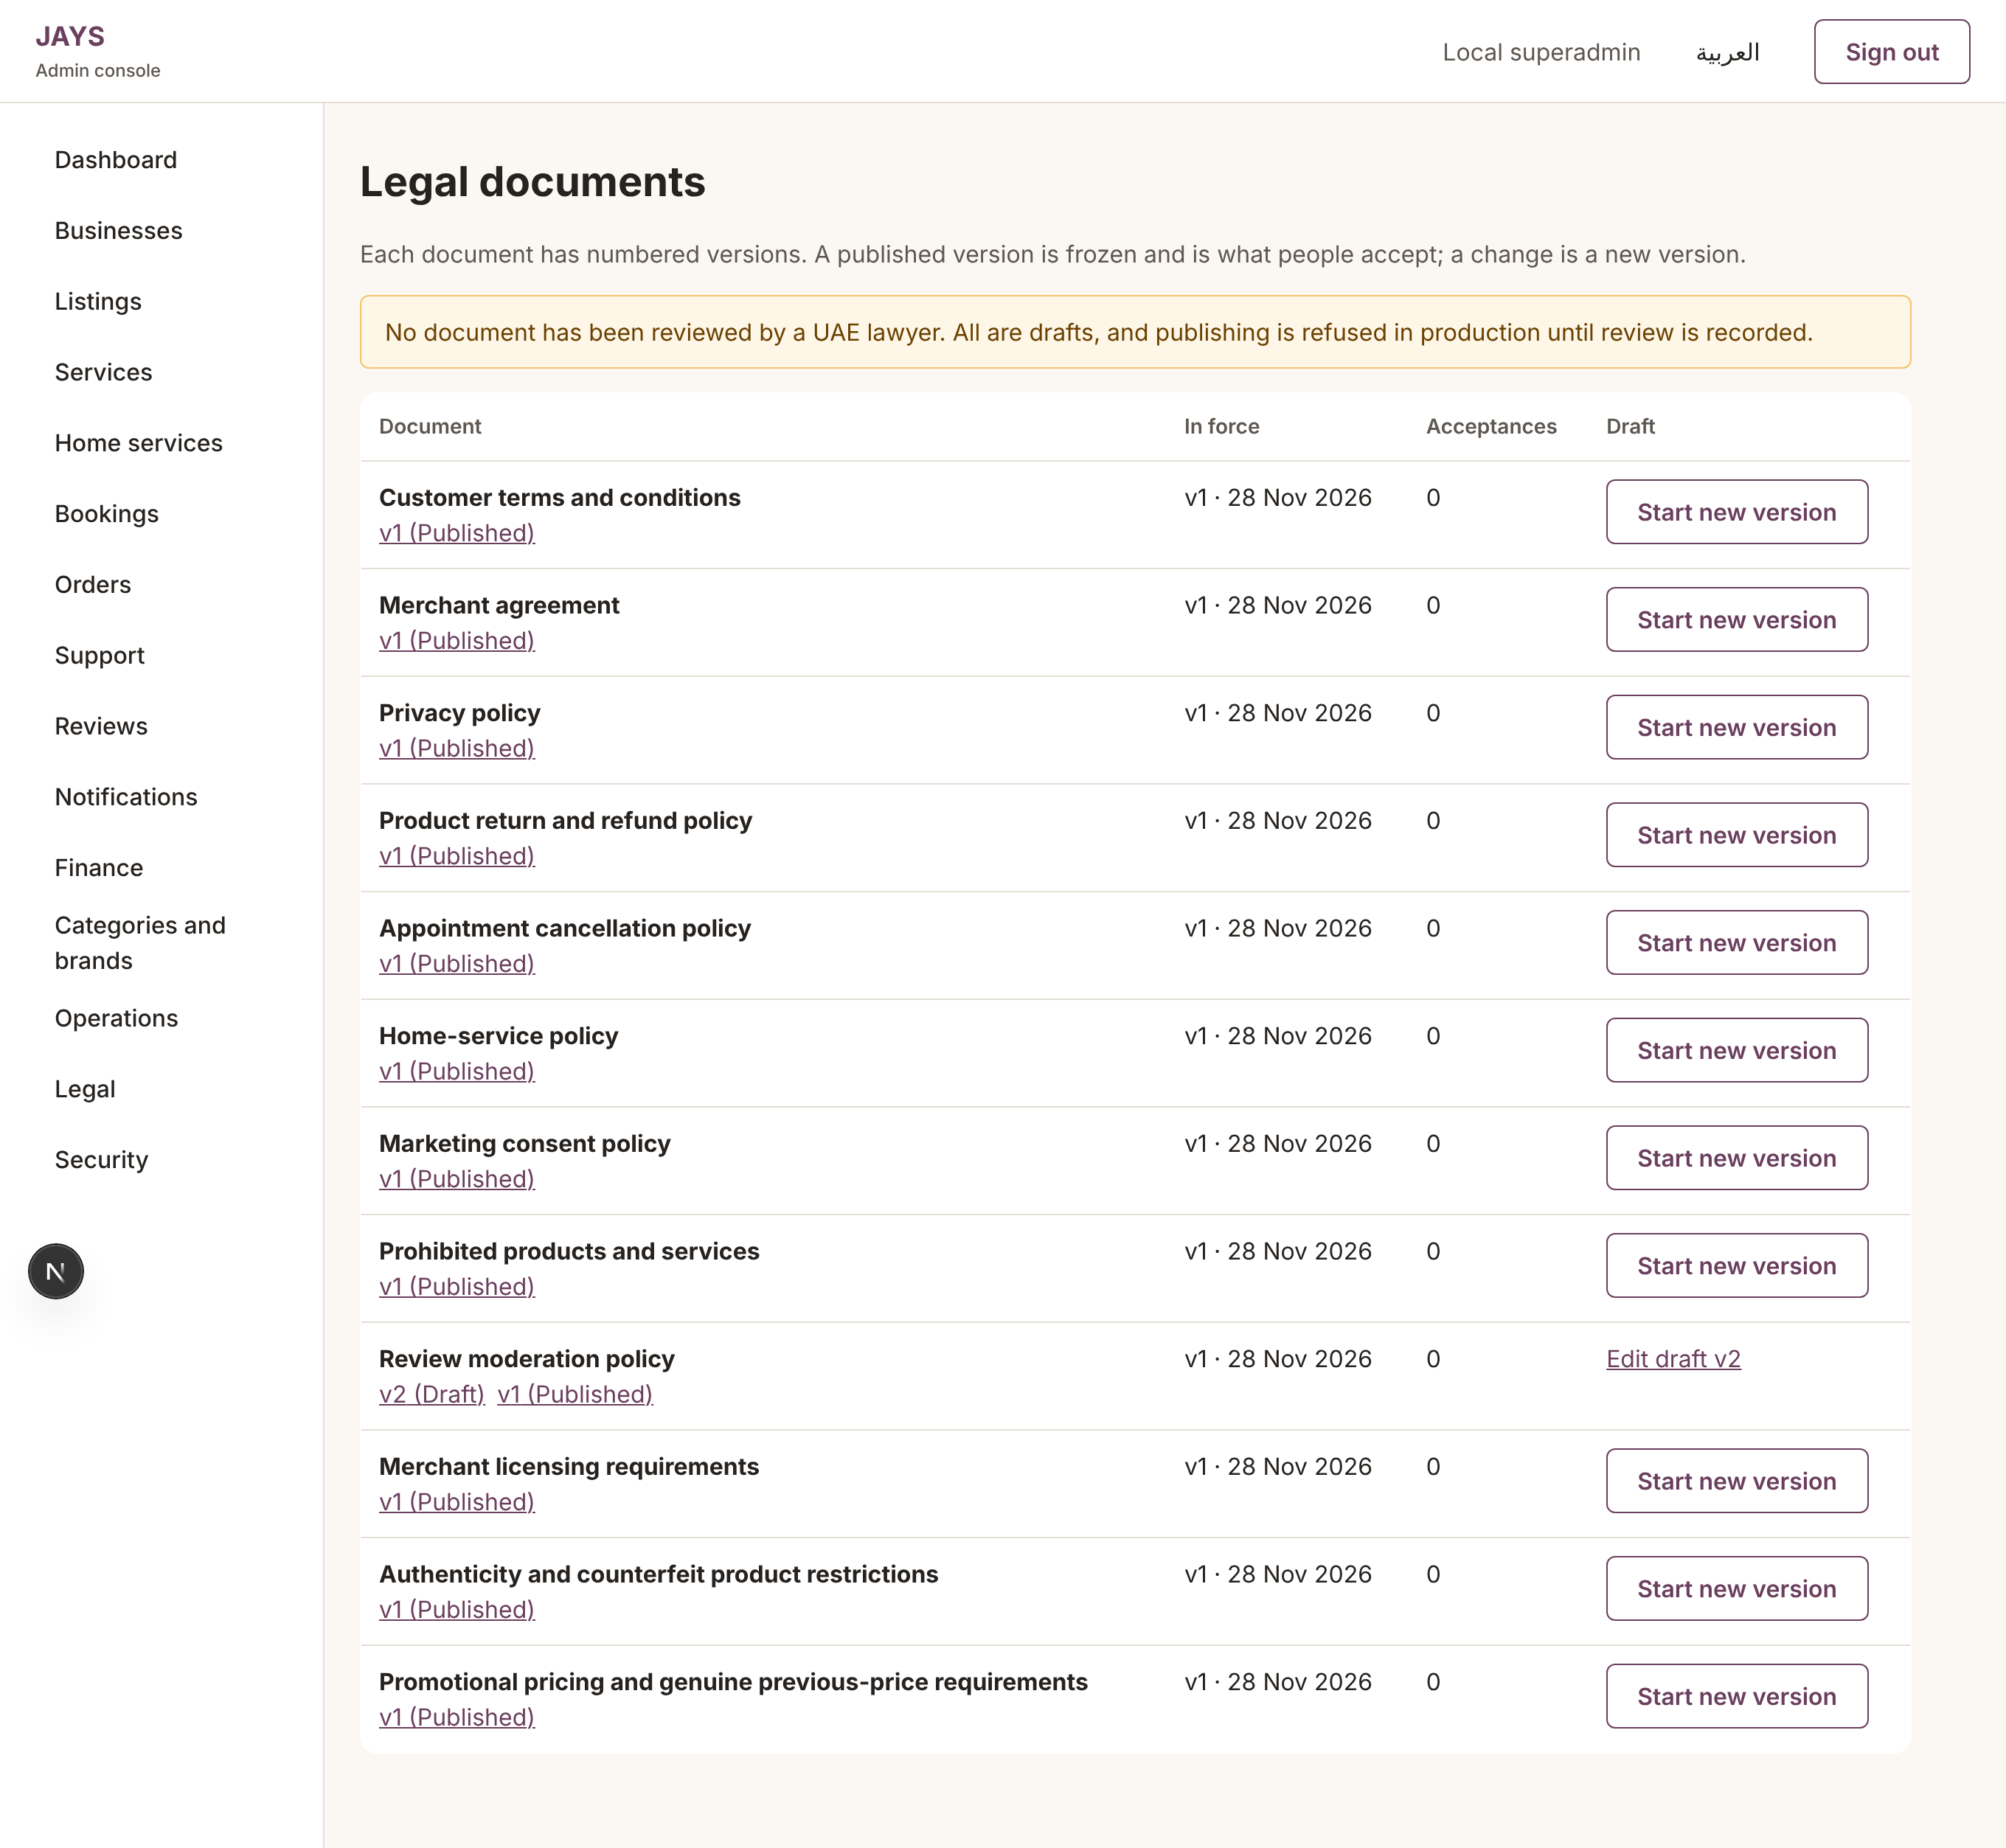 JAYS
Admin console
Local superadmin
العربية
Sign out
Dashboard
Businesses
Listings
Services
Home services
Bookings
Orders
Support
Reviews
Notifications
Finance
Categories and
brands
Operations
Legal
Security
N
Legal documents
Each document has numbered versions. A published version is frozen and is what people accept; a change is a new version.
No document has been reviewed by a UAE lawyer. All are drafts, and publishing is refused in production until review is recorded.
Document In force Acceptances Draft
Customer terms and conditions v1 · 28 Nov 2026 0 Start new version
v1 (Published)
Merchant agreement v1 · 28 Nov 2026 0 Start new version
v1 (Published)
Privacy policy v1 · 28 Nov 2026 0 Start new version
v1 (Published)
Product return and refund policy v1 · 28 Nov 2026 0 Start new version
v1 (Published)
Appointment cancellation policy v1 · 28 Nov 2026 0 Start new version
v1 (Published)
Home-service policy v1 · 28 Nov 2026 0 Start new version
v1 (Published)
Marketing consent policy v1 · 28 Nov 2026 0 Start new version
v1 (Published)
Prohibited products and services v1 · 28 Nov 2026 0 Start new version
v1 (Published)
Review moderation policy v1 · 28 Nov 2026 0 Edit draft v2
v2 (Draft) v1 (Published)
Merchant licensing requirements v1 · 28 Nov 2026 0 Start new version
v1 (Published)
Authenticity and counterfeit product restrictions v1 · 28 Nov 2026 0 Start new version
v1 (Published)
Promotional pricing and genuine previous-price requirements v1 · 28 Nov 2026 0 Start new version
v1 (Published)